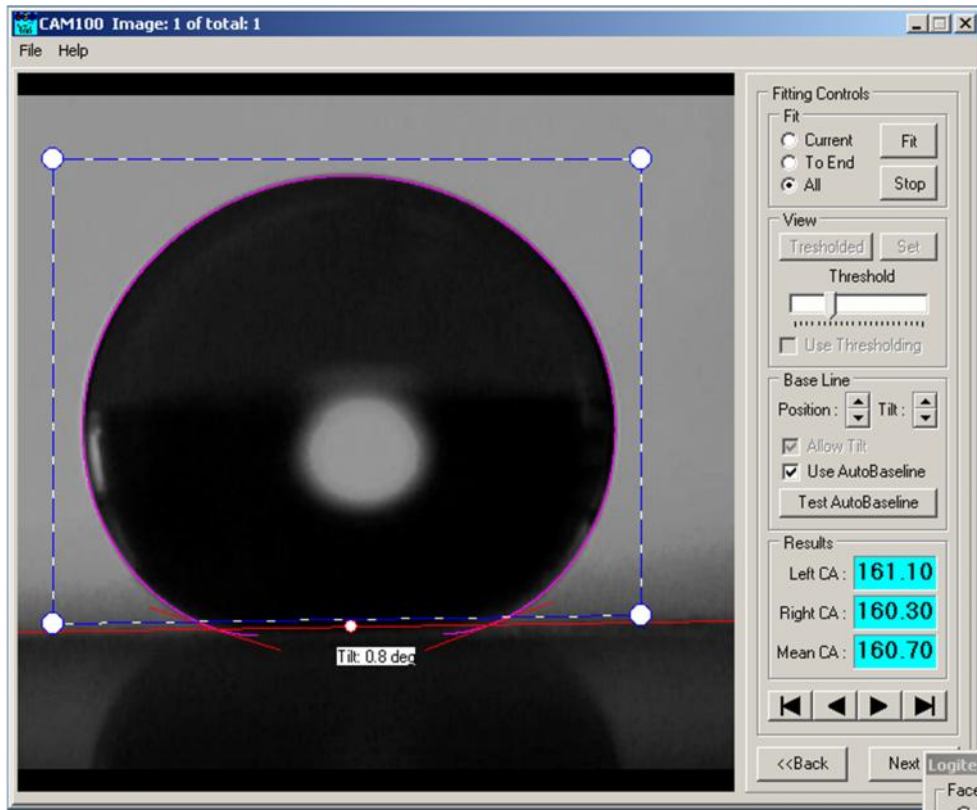 CAM100 Image: 1 of total: 1
File Help
Tilt: 0.8 deg
Fitting Controls
Fit
Current
Fit
To End
All
Stop
View
Tresholded
Set
Threshold
Use Thresholding
Base Line
Position :
Tilt :
Allow Tilt
Use AutoBaseline
Test AutoBaseline
Results
Left CA : 161.10
Right CA : 160.30
Mean CA : 160.70
<<Back
Next
Logite
Face